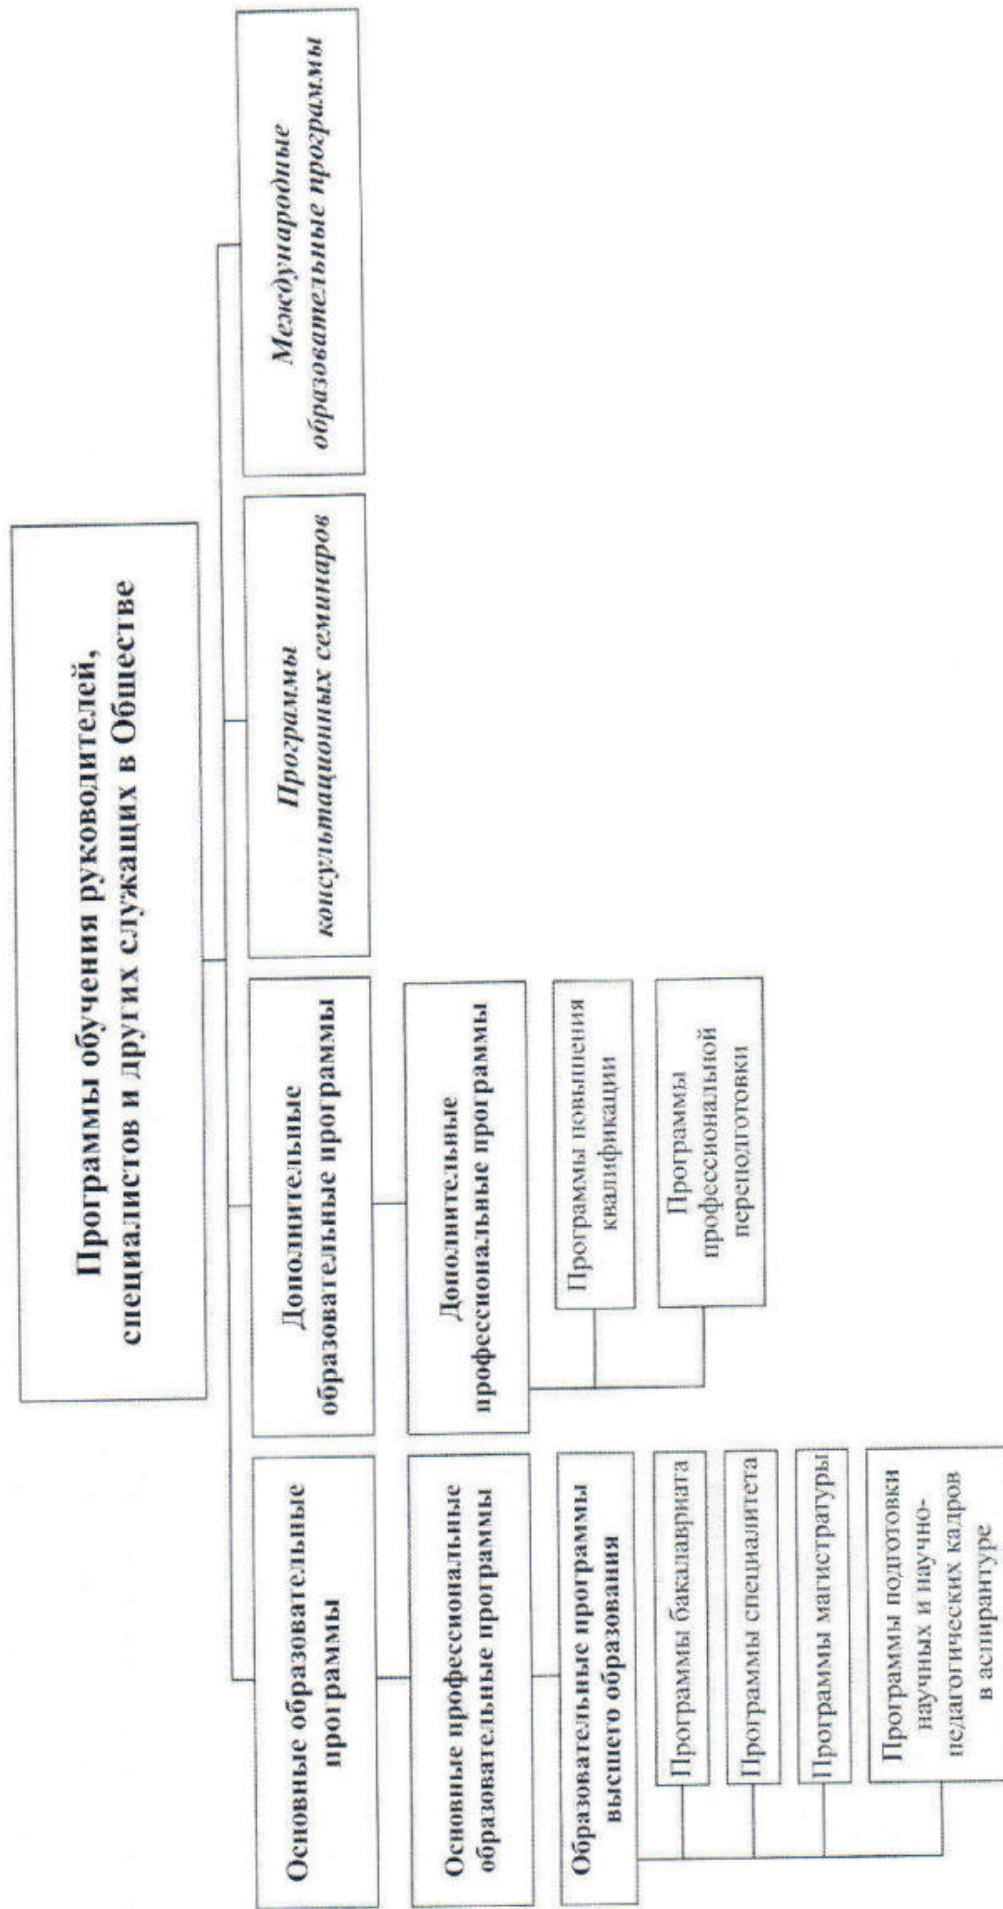 Программы обучения руководителей,
специалистов и других служащих в Обществе
Основные образовательные
программы
Дополнительные
образовательные программы
Программы
консультационных семинаров
Международные
образовательные программы
Основные профессиональные
образовательные программы
Дополнительные
профессиональные программы
Образовательные программы
высшего образования
Программы повышения
квалификации
Программы
профессиональной
переподготовки
Программы бакалавриата
Программы специалитета
Программы магистратуры
Программы подготовки
научных и научно-
педагогических кадров
в аспирантуре